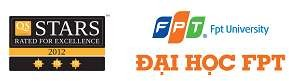 QS STARS
RATED FOR EXCELLENCE
2012
FPT Fpt University
ĐẠI HỌC FPT